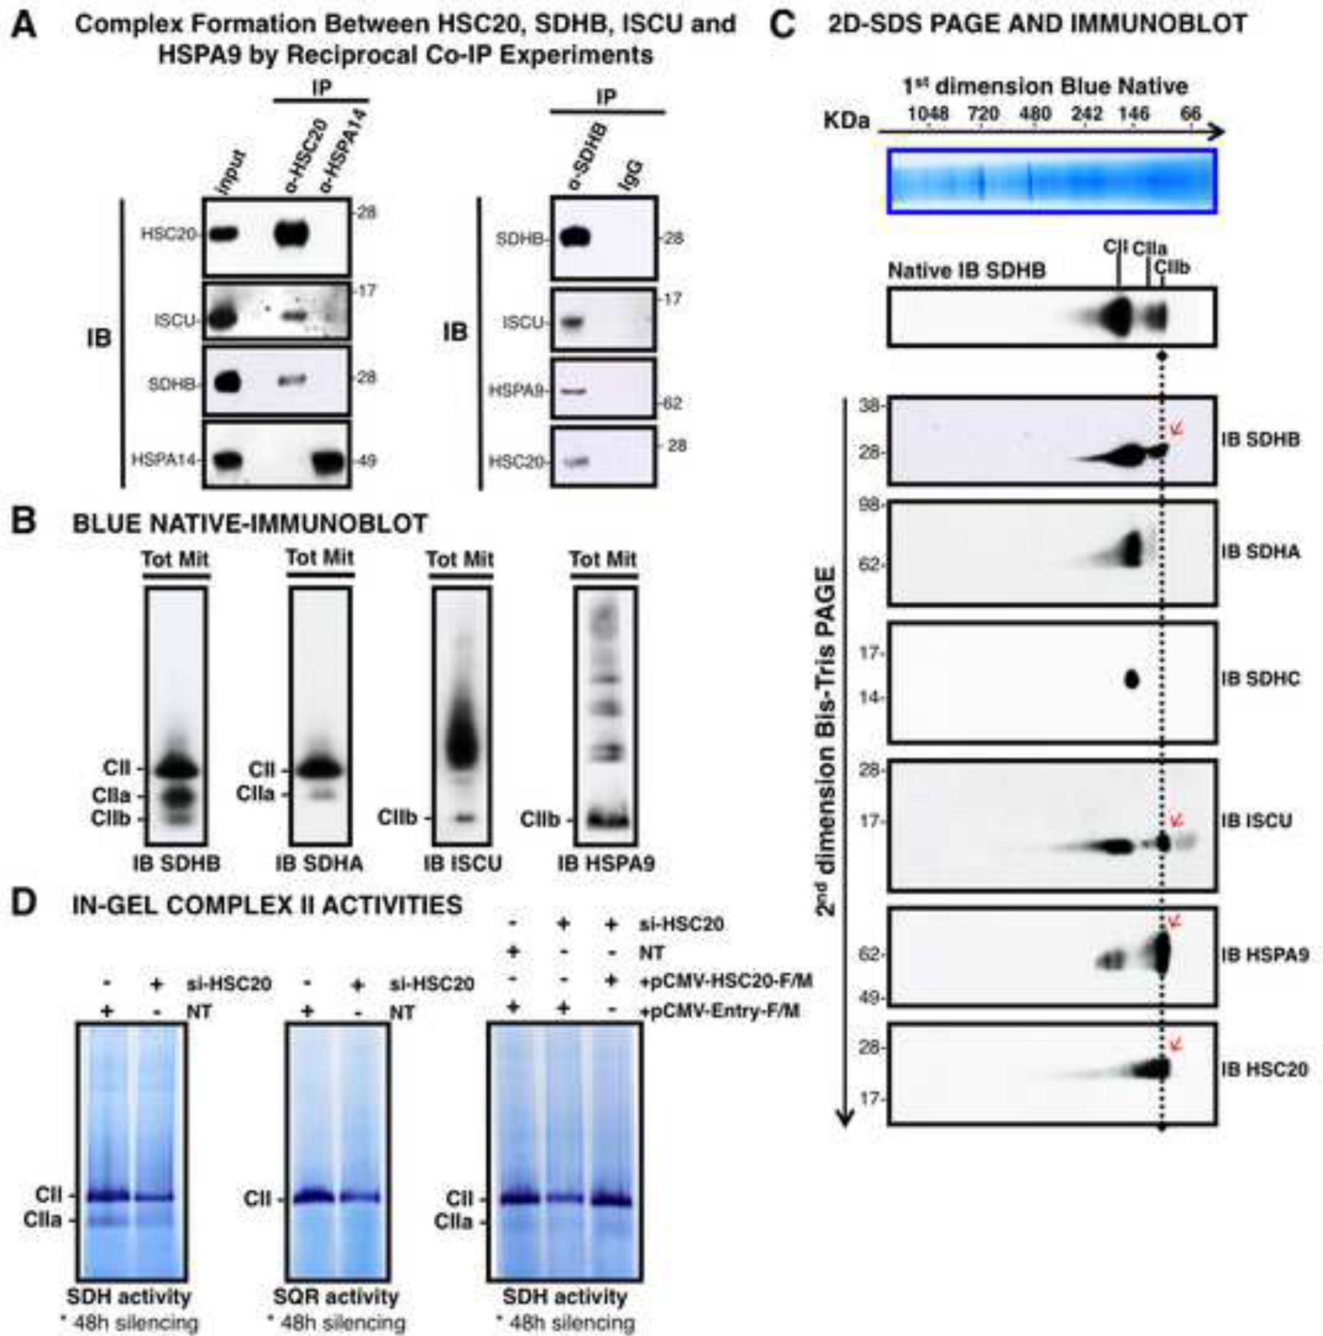 A Complex Formation Between HSC20, SDHB, ISCU and
HSPA9 by Reciprocal Co-IP Experiments
IP
input
α-HSC20
α-HSPA14
IB
HSC20-
-28
ISCU-
-17
SDHB-
-28
HSPA14-
-49
IP
α-SDHB
IgG
IB
SDHB-
-28
ISCU-
-17
HSPA9-
-62
HSC20-
28
B BLUE NATIVE-IMMUNOBLOT
Tot Mit
CII -
CIIa -
CIIb -
IB SDHB
Tot Mit
CII -
CIIa -
IB SDHA
Tot Mit
CIIb -
IB ISCU
Tot Mit
CIIb -
IB HSPA9
C 2D-SDS PAGE AND IMMUNOBLOT
1st dimension Blue Native
KDa 1048 720 480 242 146 66
CII CIIa
CIIb
Native IB SDHB
2nd dimension Bis-Tris PAGE
38-
28-
IB SDHB
98-
62-
IB SDHA
17-
14-
IB SDHC
28-
17-
IB ISCU
62-
49-
IB HSPA9
28-
17-
IB HSC20
D IN-GEL COMPLEX II ACTIVITIES
- + si-HSC20
+ - NT
CII -
CIIa -
SDH activity
* 48h silencing
- + si-HSC20
+ - NT
CII -
SQR activity
* 48h silencing
- + + si-HSC20
+ - - NT
- - + +pCMV-HSC20-F/M
+ + - +pCMV-Entry-F/M
CII -
CIIa -
SDH activity
* 48h silencing